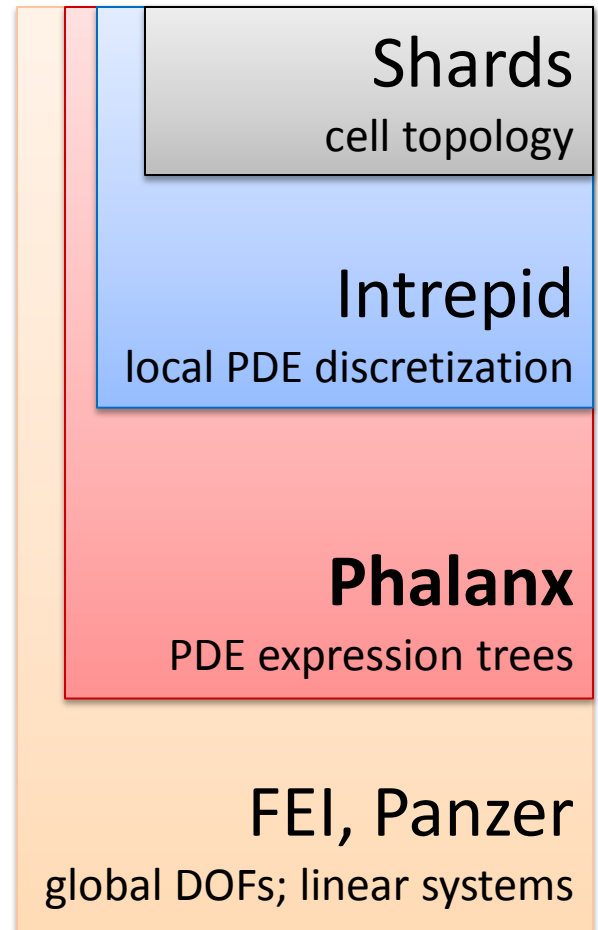 Shards
cell topology
Intrepid
local PDE discretization
Phalanx
PDE expression trees
FEI, Panzer
global DOFs; linear systems